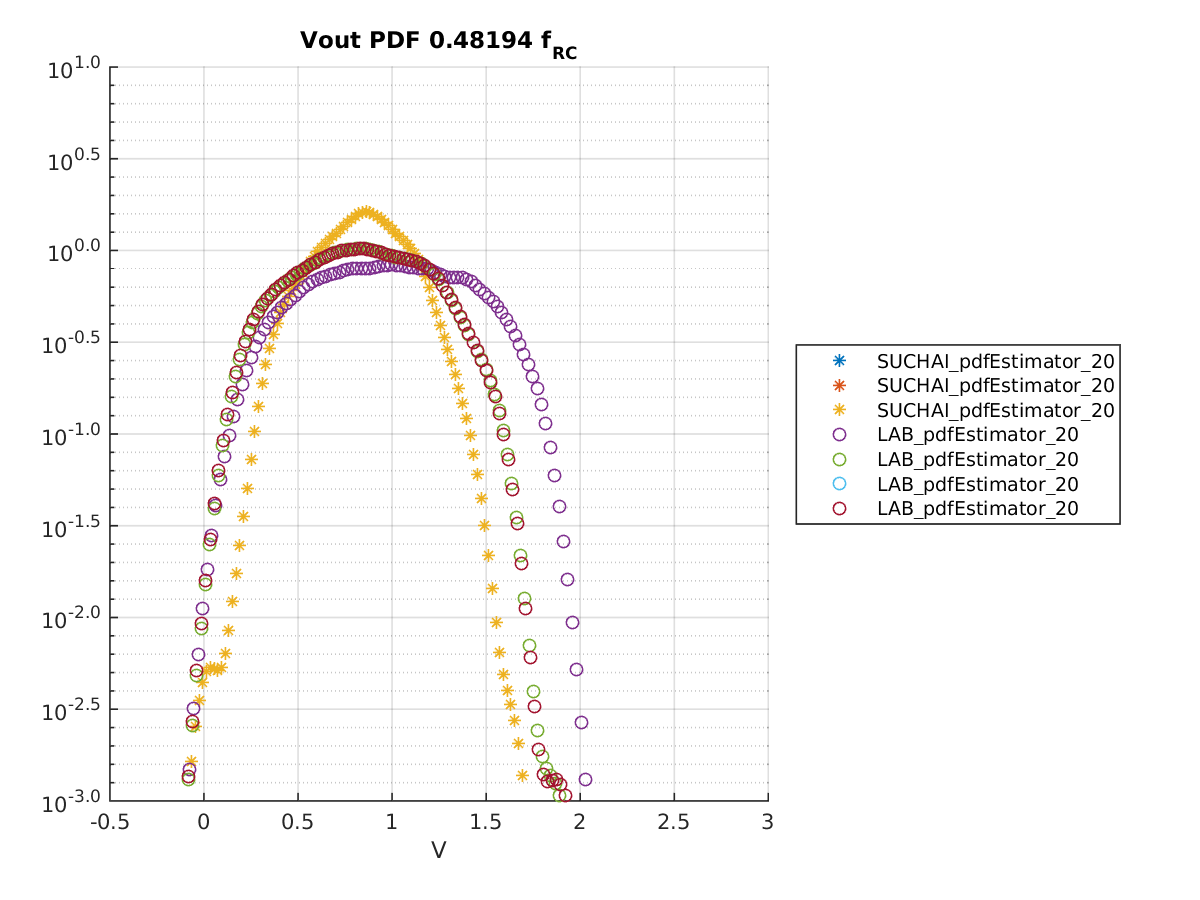 Vout PDF 0.48194 f_RC
10^1.0
10^0.5
10^0.0
10^-0.5
10^-1.0
10^-1.5
10^-2.0
10^-2.5
10^-3.0
-0.5 0 0.5 1 1.5 2 2.5 3
V
SUCHAI_pdfEstimator_20
SUCHAI_pdfEstimator_20
SUCHAI_pdfEstimator_20
LAB_pdfEstimator_20
LAB_pdfEstimator_20
LAB_pdfEstimator_20
LAB_pdfEstimator_20